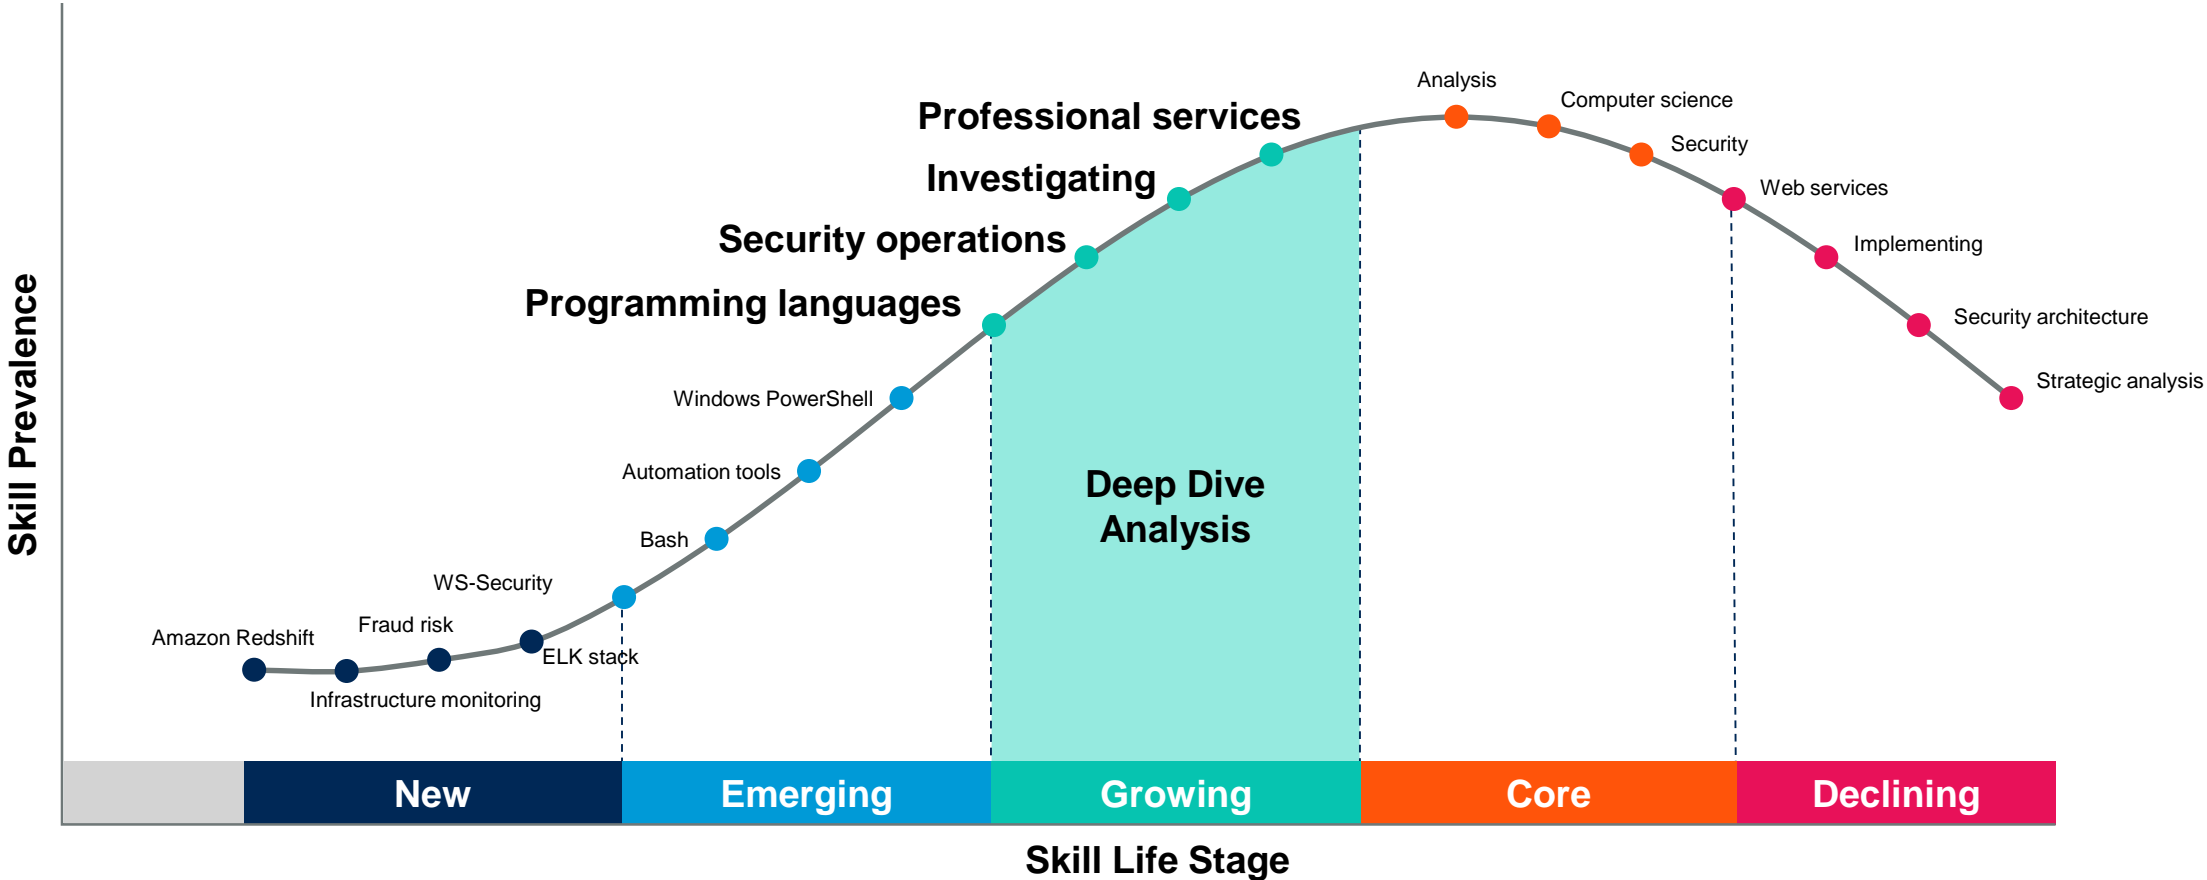 Analysis
Computer science
Professional services
Security
Investigating
Web services
Security operations
Implementing
Programming languages
Security architecture
Strategic analysis
Windows PowerShell
Skill Prevalence
Automation tools
Deep Dive
Analysis
Bash
WS-Security
Fraud risk
Amazon Redshift
ELK stack
Infrastructure monitoring
New
Emerging
Growing
Core
Declining
Skill Life Stage